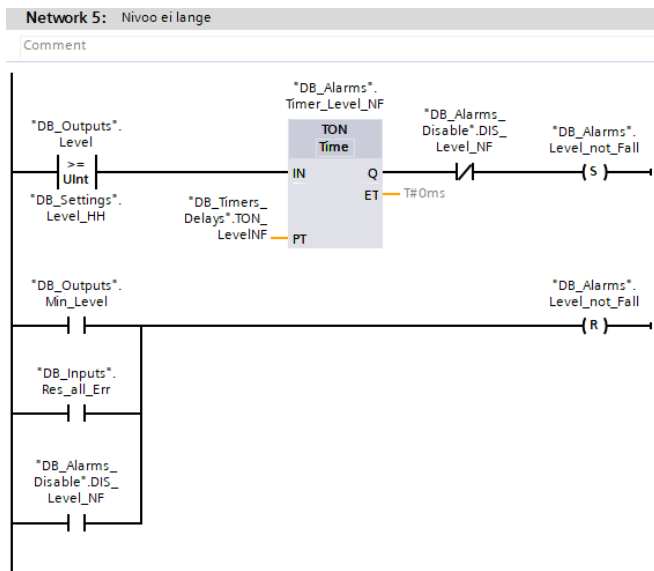 Network 5: Nivoo ei lange
Comment
"DB_Alarms".
Timer_Level_NF
"DB_Outputs".
Level
>=
UInt
"DB_Settings".
Level_HH
TON
Time
IN
Q
ET
T#0ms
"DB_Timers_
Delays".TON_
LevelNF
PT
"DB_Alarms_
Disable".DIS_
Level_NF
"DB_Alarms".
Level_not_Fall
S
"DB_Outputs".
Min_Level
"DB_Alarms".
Level_not_Fall
R
"DB_Inputs".
Res_all_Err
"DB_Alarms_
Disable".DIS_
Level_NF